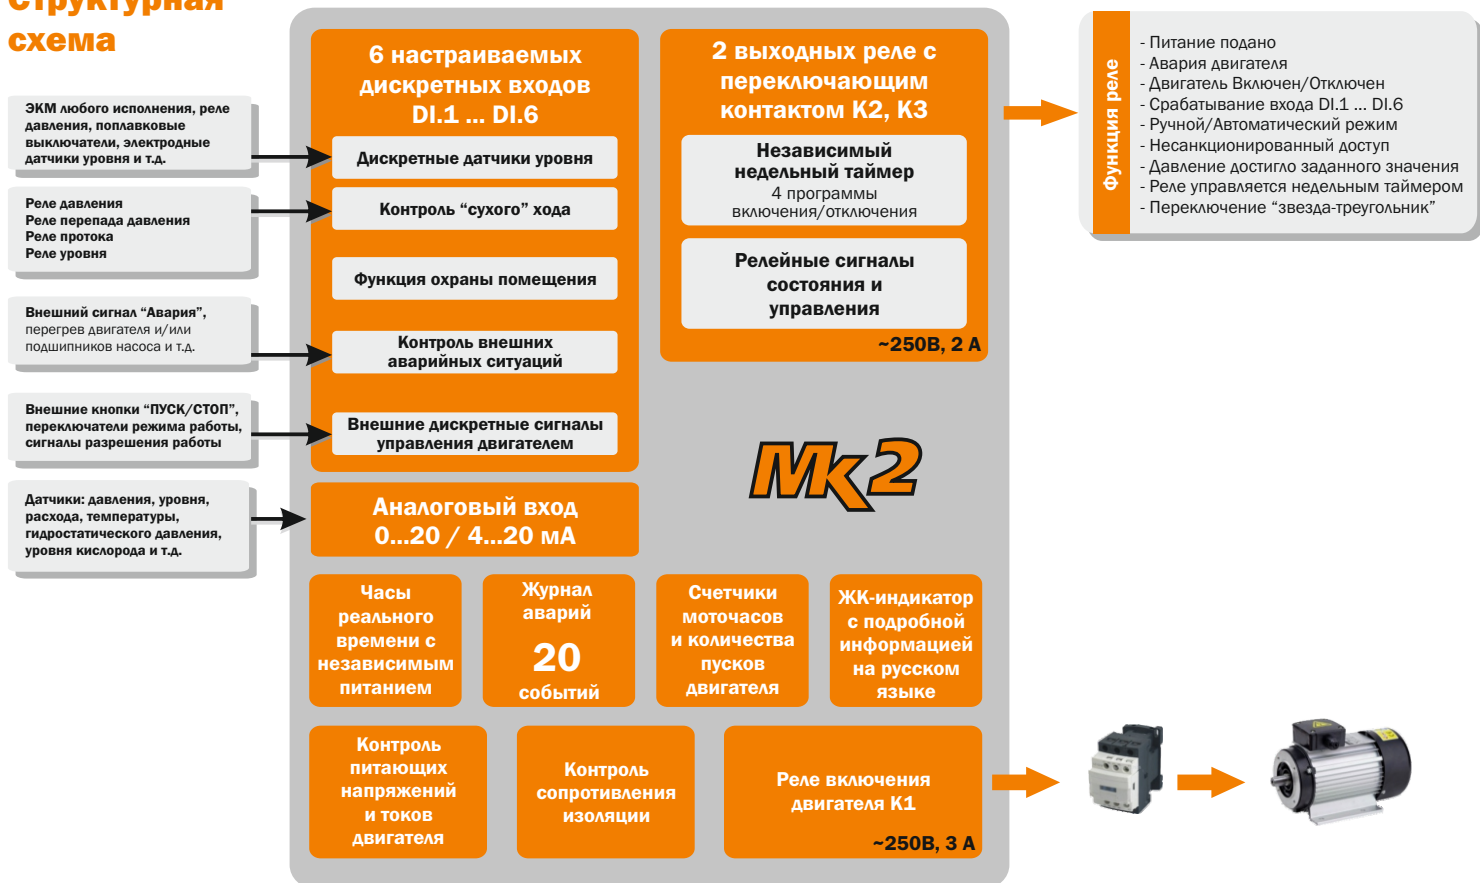 Структурная
схема
ЭКМ любого исполнения, реле
давления, поплавковые
выключатели, электродные
датчики уровня и т.д.
Реле давления
Реле перепада давления
Реле протока
Реле уровня
Внешний сигнал “Авария”,
перегрев двигателя и/или
подшипников насоса и т.д.
Внешние кнопки “ПУСК/СТОП”,
переключатели режима работы,
сигналы разрешения работы
Датчики: давления, уровня,
расхода, температуры,
гидростатического давления,
уровня кислорода и т.д.
6 настраиваемых
дискретных входов
DI.1 ... DI.6
Дискретные датчики уровня
Контроль “сухого” хода
Функция охраны помещения
Контроль внешних
аварийных ситуаций
Внешние дискретные сигналы
управления двигателем
Аналоговый вход
0...20 / 4...20 мА
2 выходных реле с
переключающим
контактом К2, К3
Независимый
недельный таймер
4 программы
включения/отключения
Релейные сигналы
состояния и
управления
~250В, 2 А
Функция реле
- Питание подано
- Авария двигателя
- Двигатель Включен/Отключен
- Срабатывание входа DI.1 ... DI.6
- Ручной/Автоматический режим
- Несанкционированный доступ
- Давление достигло заданного значения
- Реле управляется недельным таймером
- Переключение “звезда-треугольник”
МК2
Часы
реального
времени с
независимым
питанием
Журнал
аварий
20
событий
Счетчики
моточасов
и количества
пусков
двигателя
ЖК-индикатор
с подробной
информацией
на русском
языке
Контроль
питающих
напряжений
и токов
двигателя
Контроль
сопротивления
изоляции
Реле включения
двигателя К1
~250В, 3 А